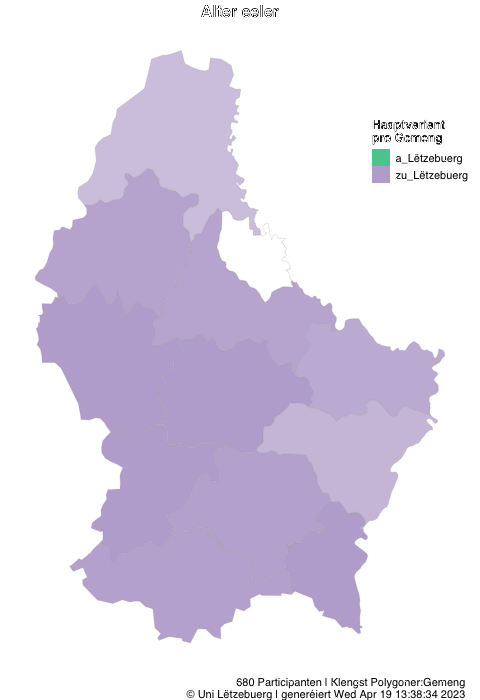 Alter eeler
Hauptvariant
pro Gemeng
a_Lëtzebuerg
zu_Lëtzebuerg
680 Participanten | Klengst Polygoner:Gemeng
© Uni Lëtzebuerg | generéiert Wed Apr 19 13:38:34 2023